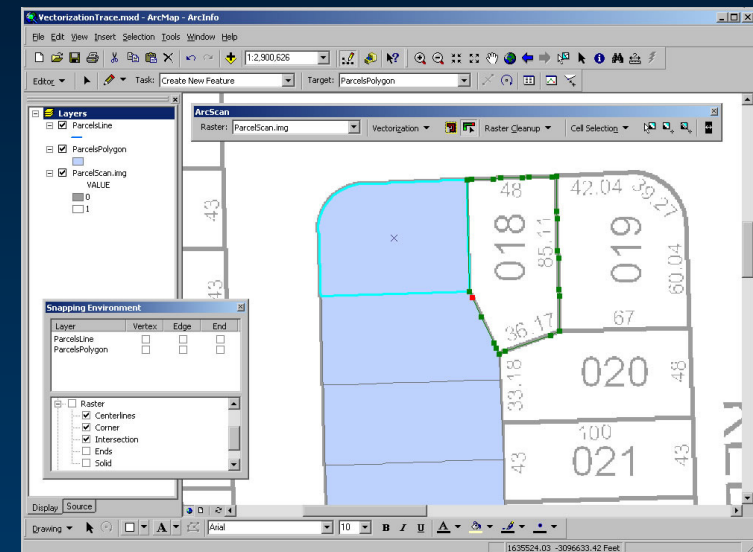 VectorizationTrace.mxd - ArcMap - ArcInfo
File Edit View Insert Selection Tools Window Help
1:2,900,626
Editor Task: Create New Feature Target: ParcelsPolygon
Layers
ParcelsLine
ParcelsPolygon
ParcelScan.img
VALUE
0
1
ArcScan
Raster: ParcelScan.img Vectorization Raster Cleanup Cell Selection
43
43
48
018
85.11
36.17
42.04
39.27
019
60.04
67
33.18
020
48
100
43
021
43
Snapping Environment
Layer Vertex Edge End
ParcelsLine
ParcelsPolygon
Raster
Centerlines
Corner
Intersection
Ends
Solid
Display Source
Drawing A Arial 10 B I U A
1635524.03 -3096633.42 Feet